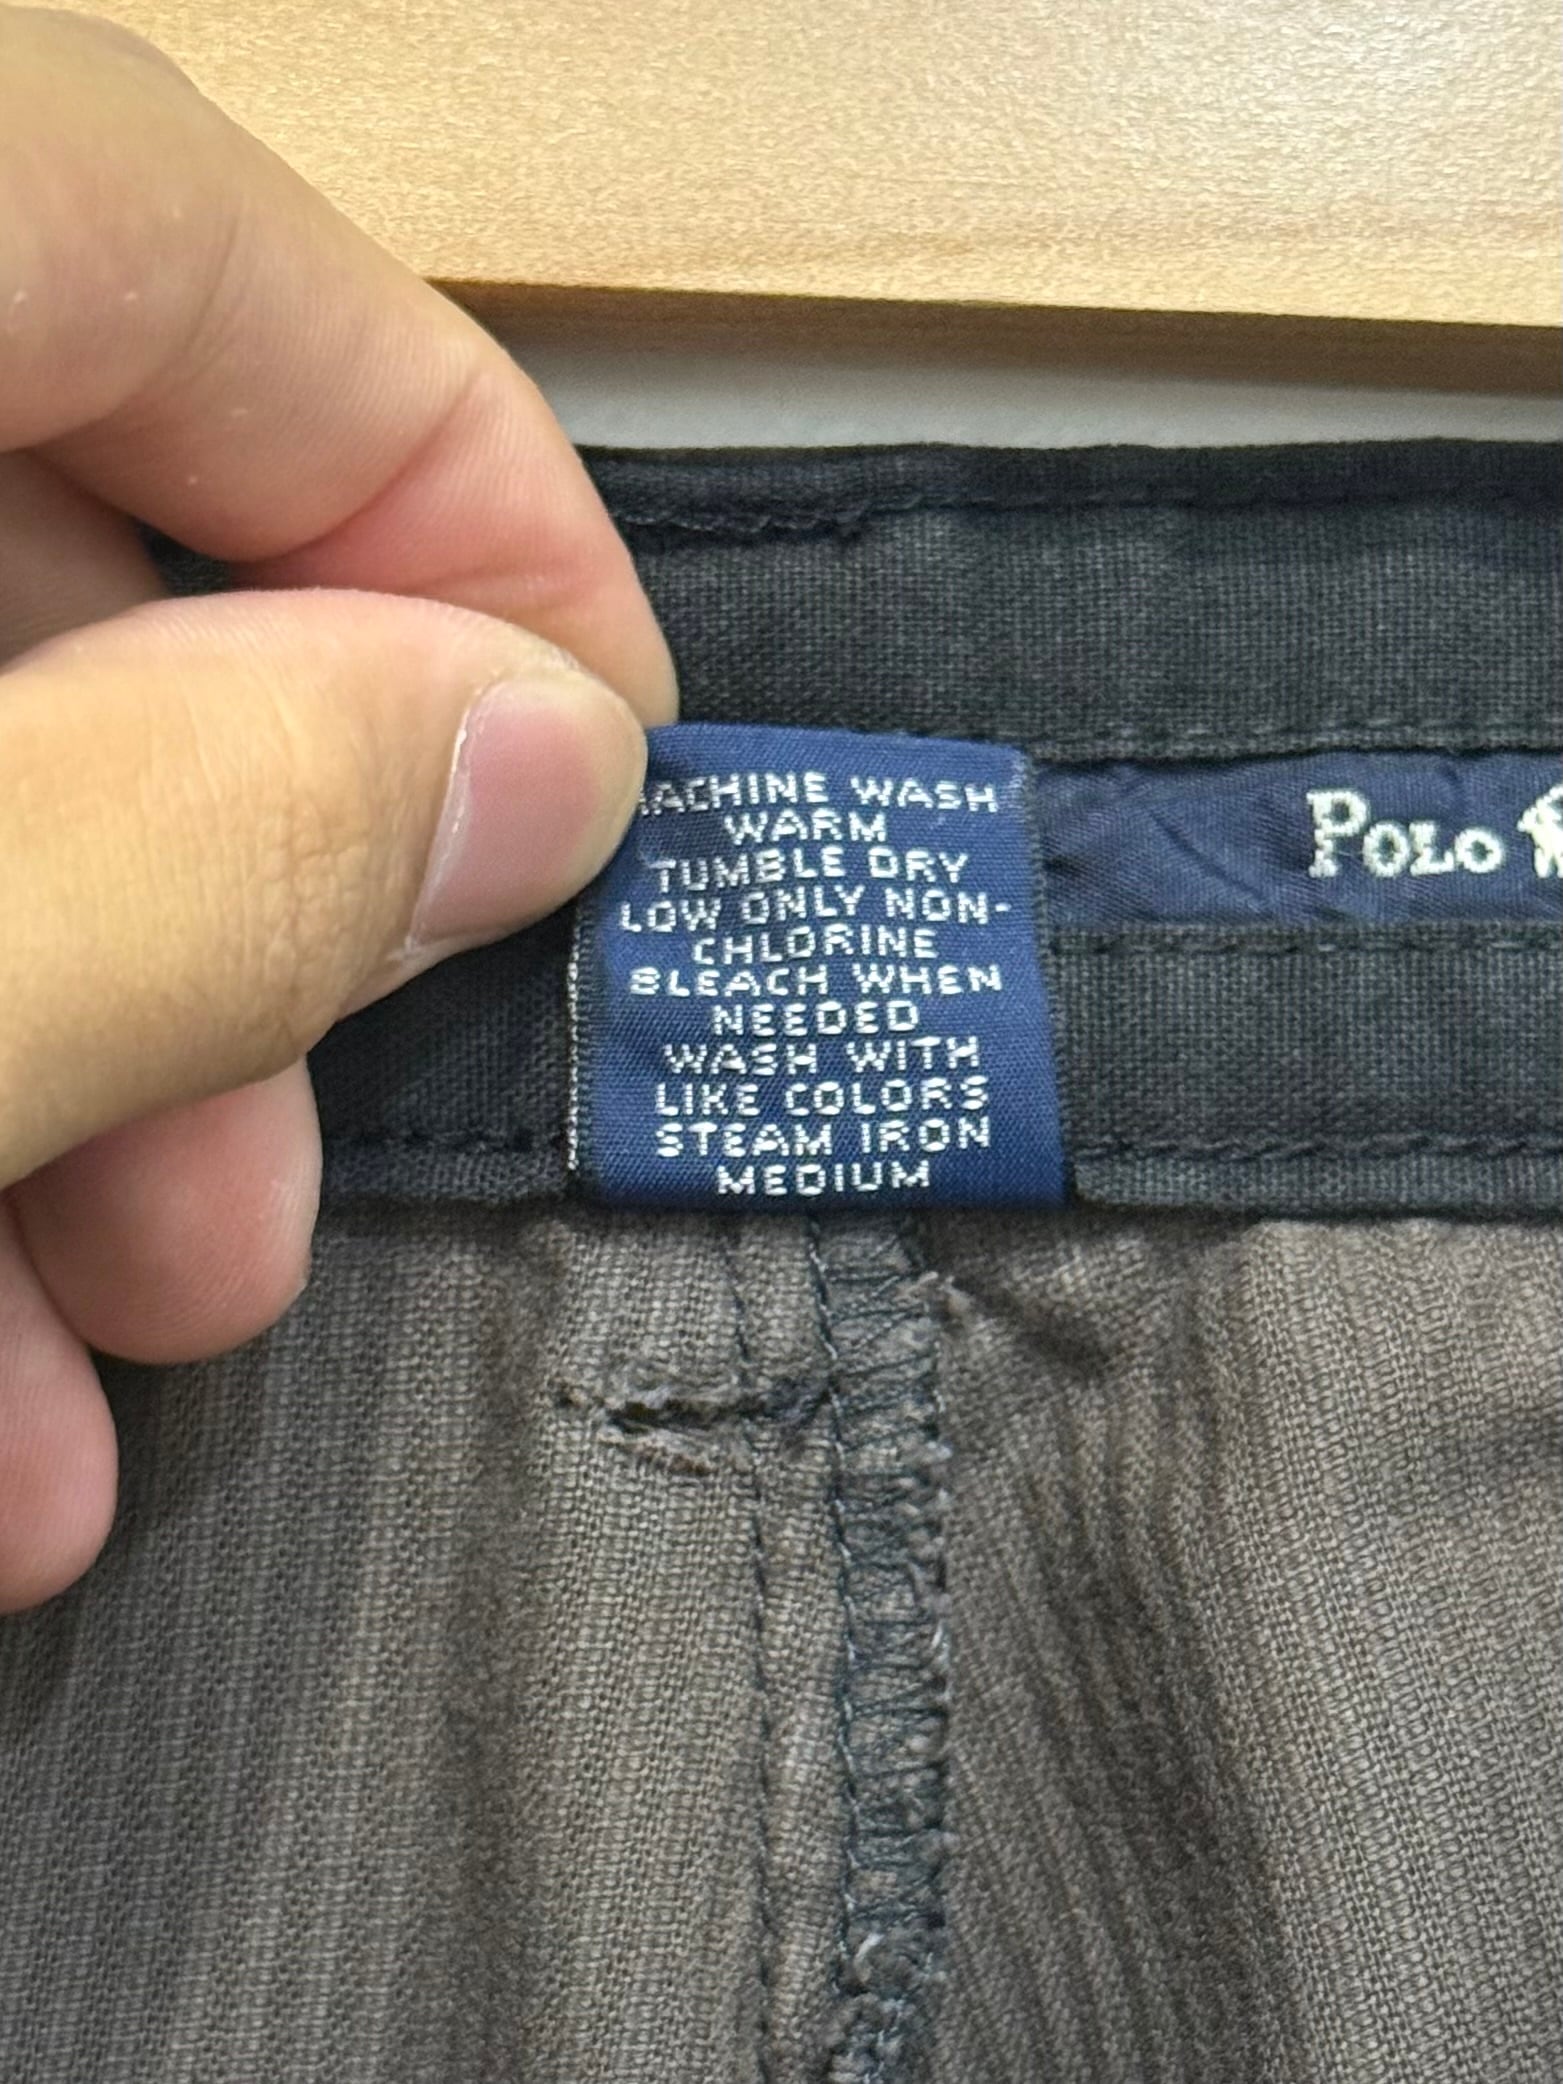 MACHINE WASH
WARM
TUMBLE DRY
LOW ONLY NON-
CHLORINE
BLEACH WHEN
NEEDED
WASH WITH
LIKE COLORS
STEAM IRON
MEDIUM
POLO